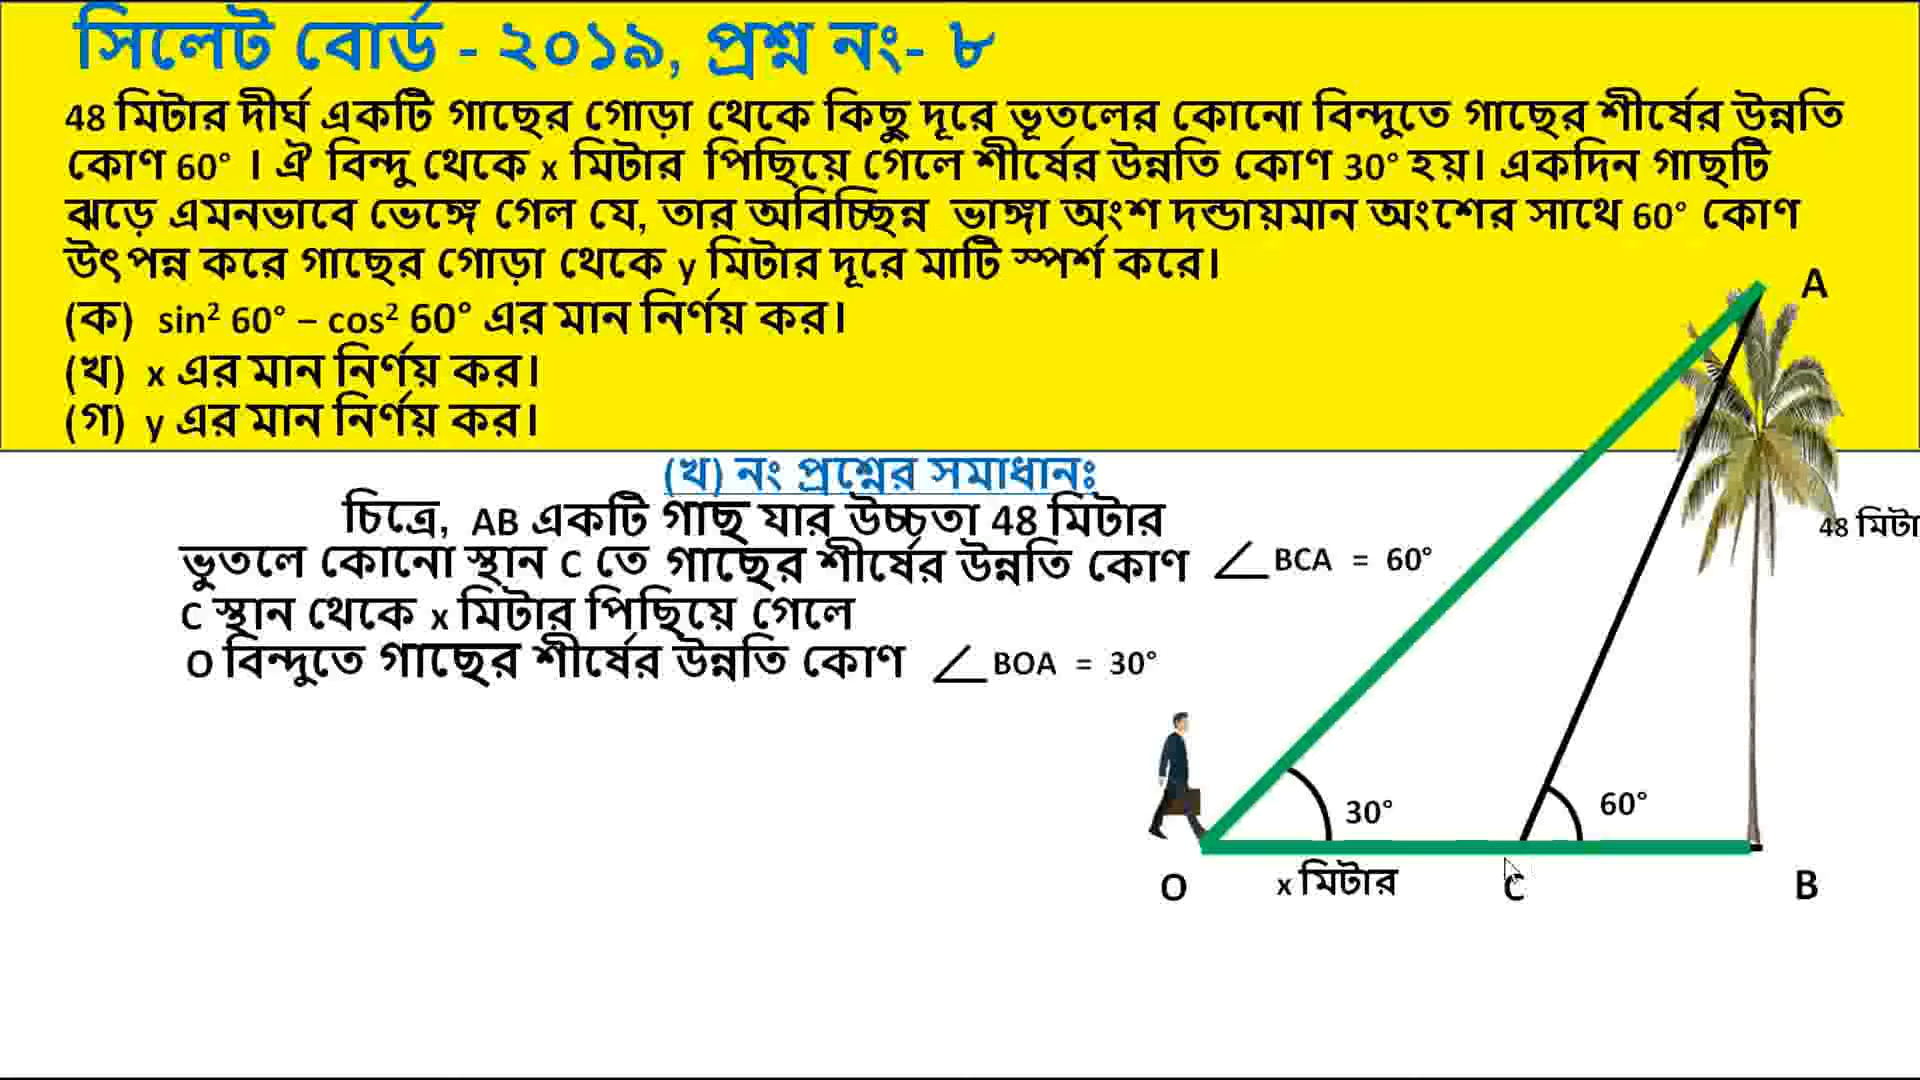 সিলেট বোর্ড - ২০১৯, প্রশ্ন নং- ৮
48 মিটার দীর্ঘ একটি গাছের গোড়া থেকে কিছু দূরে ভূতলের কোনো বিন্দুতে গাছের শীর্ষের উন্নতি
কোণ 60° । ঐ বিন্দু থেকে x মিটার পিছিয়ে গেলে শীর্ষের উন্নতি কোণ 30° হয়। একদিন গাছটি
ঝড়ে এমনভাবে ভেঙ্গে গেল যে, তার অবিচ্ছিন্ন ভাঙ্গা অংশ দন্ডায়মান অংশের সাথে 60° কোণ
উৎপন্ন করে গাছের গোড়া থেকে y মিটার দূরে মাটি স্পর্শ করে।
(ক) sin² 60° – cos² 60° এর মান নির্ণয় কর।
(খ) x এর মান নির্ণয় কর।
(গ) y এর মান নির্ণয় কর।
(খ) নং প্রশ্নের সমাধানঃ
চিত্রে, AB একটি গাছ যার উচ্চতা 48 মিটার
ভুতলে কোনো স্থান C তে গাছের শীর্ষের উন্নতি কোণ ∠BCA = 60°
C স্থান থেকে x মিটার পিছিয়ে গেলে
O বিন্দুতে গাছের শীর্ষের উন্নতি কোণ ∠BOA = 30°
A
48 মিটা
30°
60°
O
x মিটার
C
B